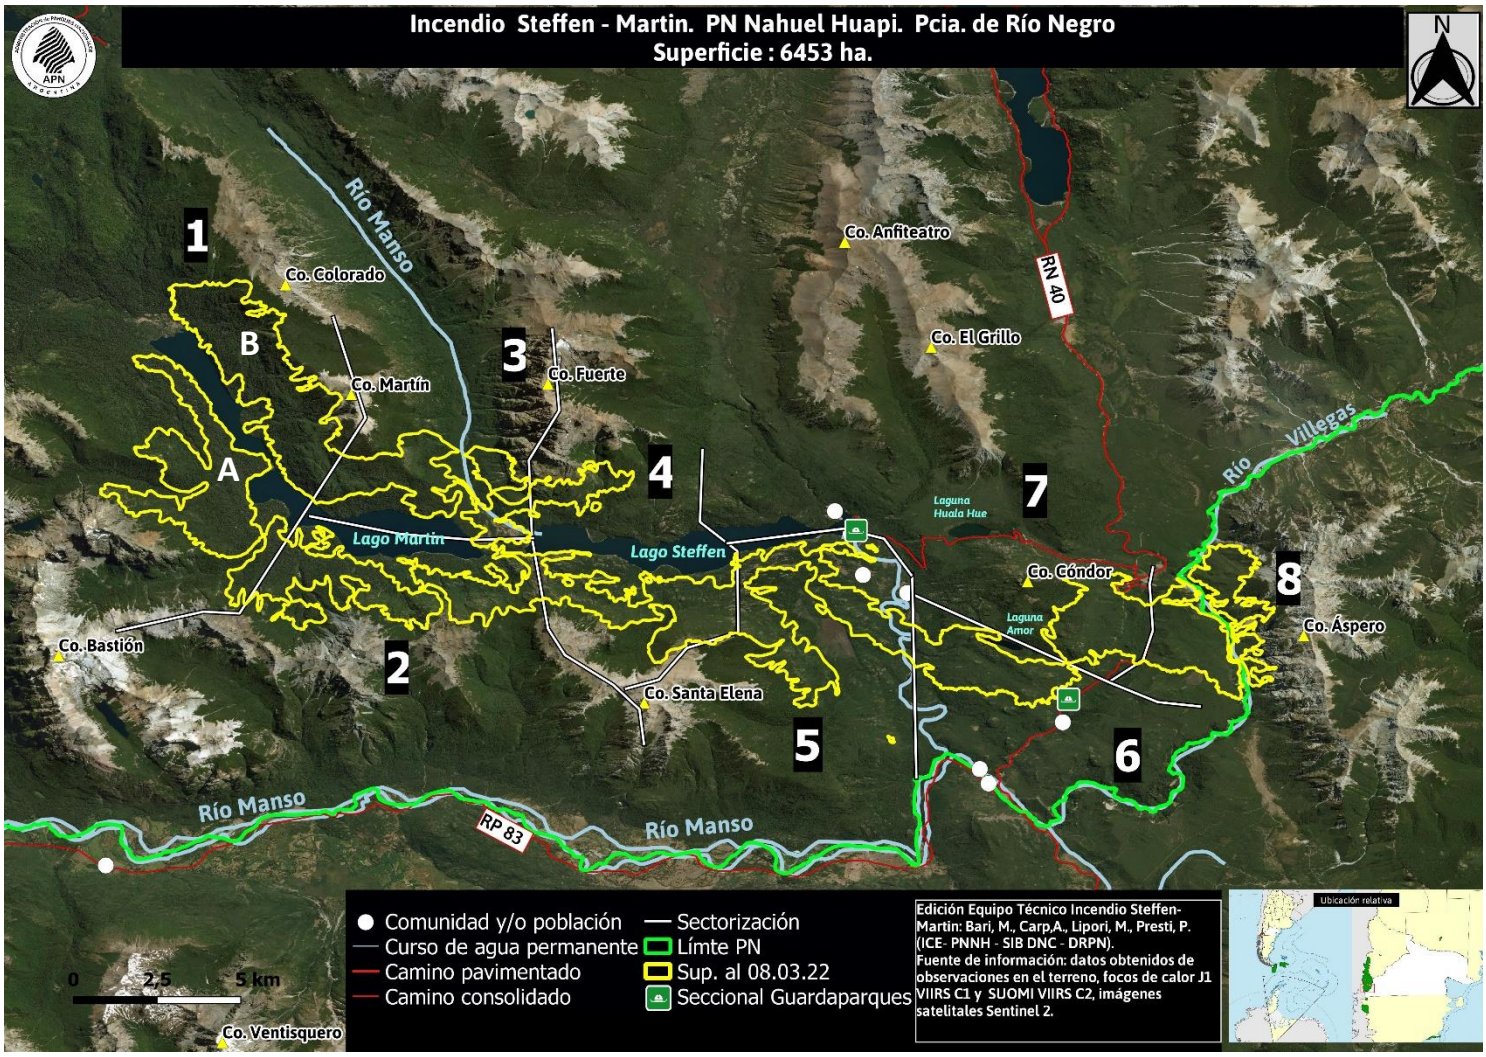 Incendio Steffen - Martin. PN Nahuel Huapi. Pcia. de Río Negro
Superficie : 6453 ha.
ADMINISTRACIÓN de PARQUES NACIONALES
APN
ARGENTINA
N
1
Río Manso
Co. Anfiteatro
Co. Colorado
RN 40
B
3
Co. El Grillo
Co. Fuerte
Co. Martín
Río Villegas
A
4
7
Laguna
Huala Hue
Lago Martin
Lago Steffen
Co. Cóndor
8
Laguna
Amor
Co. Áspero
Co. Bastión
2
Co. Santa Elena
5
6
Río Manso
RP 83
Río Manso
Comunidad y/o población
Curso de agua permanente
Camino pavimentado
Camino consolidado
Sectorización
Límte PN
Sup. al 08.03.22
Seccional Guardaparques
Edición Equipo Técnico Incendio Steffen-
Martin: Bari, M., Carp,A., Lipori, M., Presti, P.
(ICE- PNNH - SIB DNC - DRPN).
Fuente de información: datos obtenidos de
observaciones en el terreno, focos de calor J1
VIIRS C1 y SUOMI VIIRS C2, imágenes
satelitales Sentinel 2.
Ubicación relativa
0 2,5 5 km
Co. Ventisquero